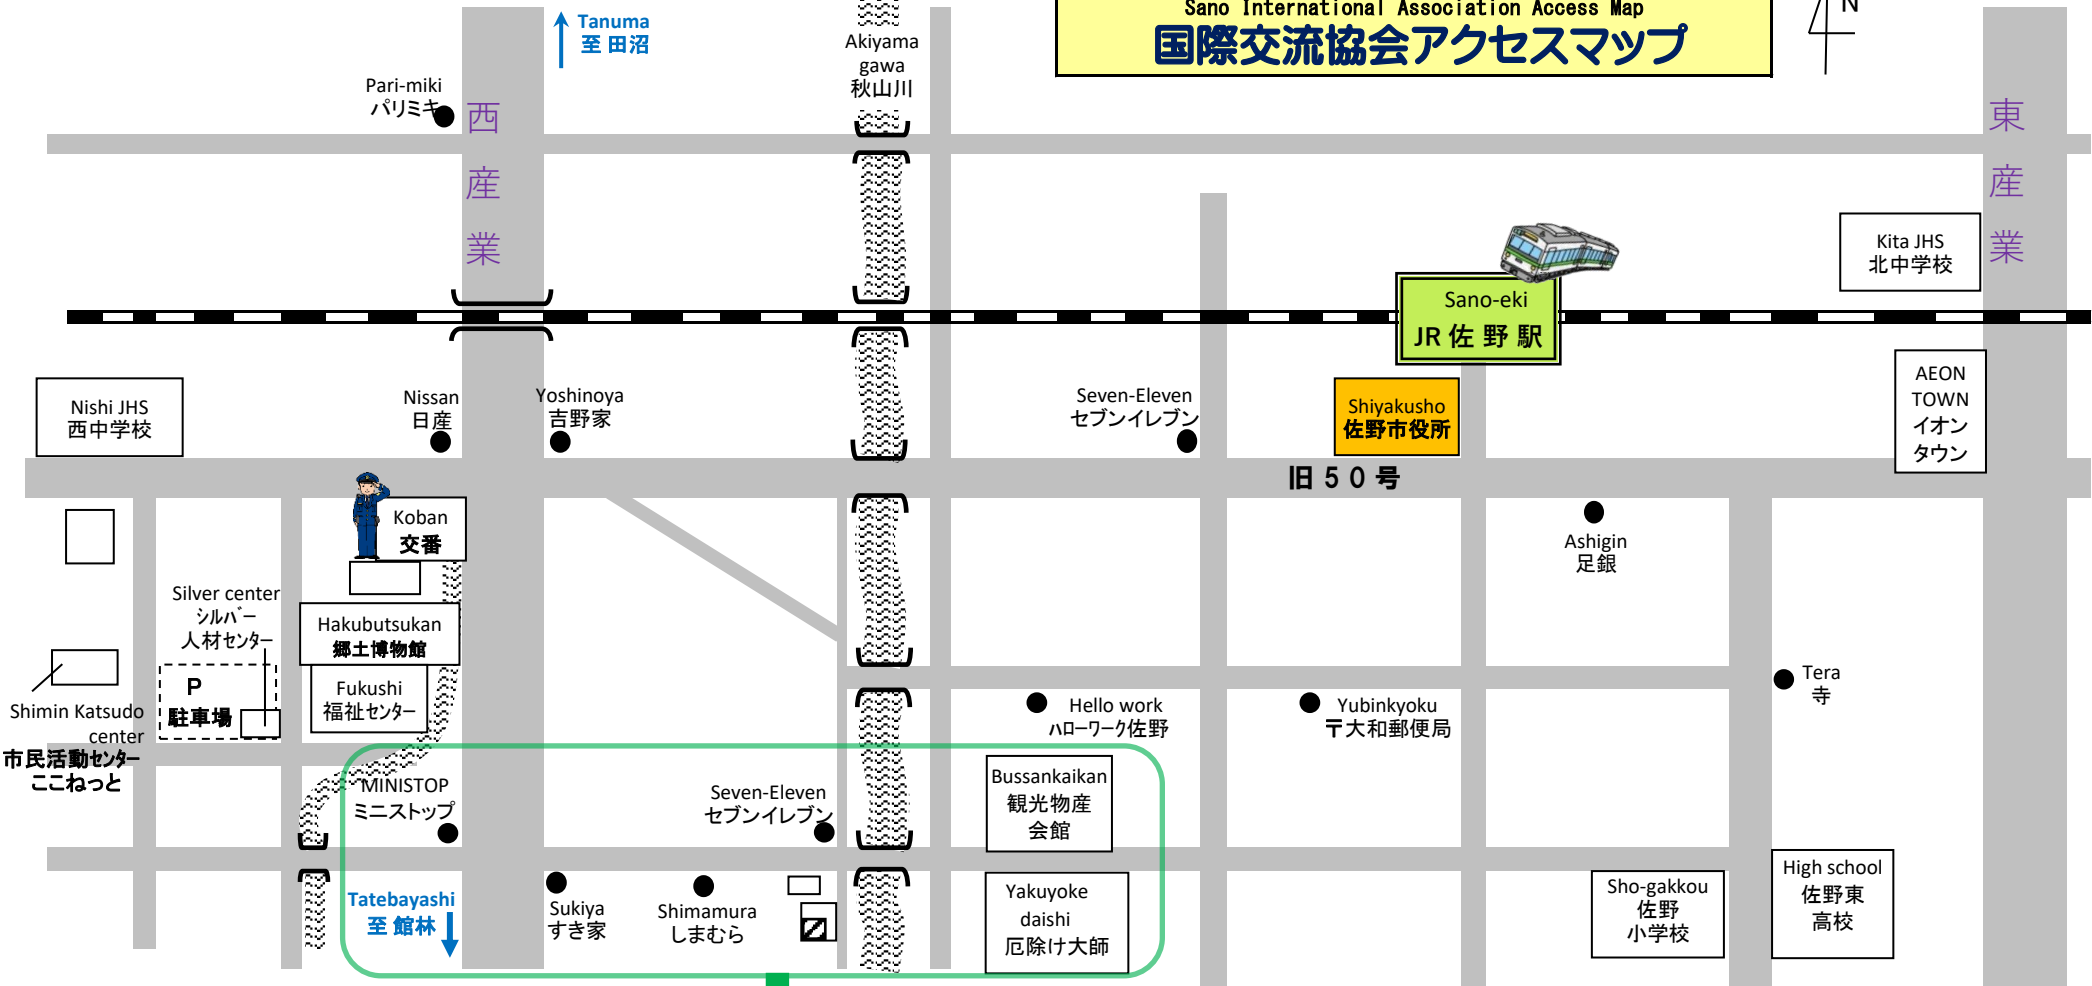 Sano International Association Access Map
国際交流協会アクセスマップ
N
Tanuma
至 田沼
Akiyama
gawa
秋山川
Pari-miki
パリミキ
西
産
業
東
産
業
Kita JHS
北中学校
Sano-eki
JR 佐 野 駅
Nishi JHS
西中学校
Nissan
日産
Yoshinoya
吉野家
Seven-Eleven
セブンイレブン
Shiyakusho
佐野市役所
AEON
TOWN
イオン
タウン
旧 5 0 号
Koban
交番
Ashigin
足銀
Silver center
シルバー
人材センター
Hakubutsukan
郷土博物館
P
駐車場
Fukushi
福祉センター
Shimin Katsudo
center
市民活動センター
ここねっと
Hello work
ハローワーク佐野
Yubinkyoku
〒大和郵便局
Tera
寺
MINISTOP
ミニストップ
Seven-Eleven
セブンイレブン
Bussankaikan
観光物産
会館
Tatebayashi
至 館林
Sukiya
すき家
Shimamura
しまむら
Yakuyoke
daishi
厄除け大師
Sho-gakkou
佐野
小学校
High school
佐野東
高校